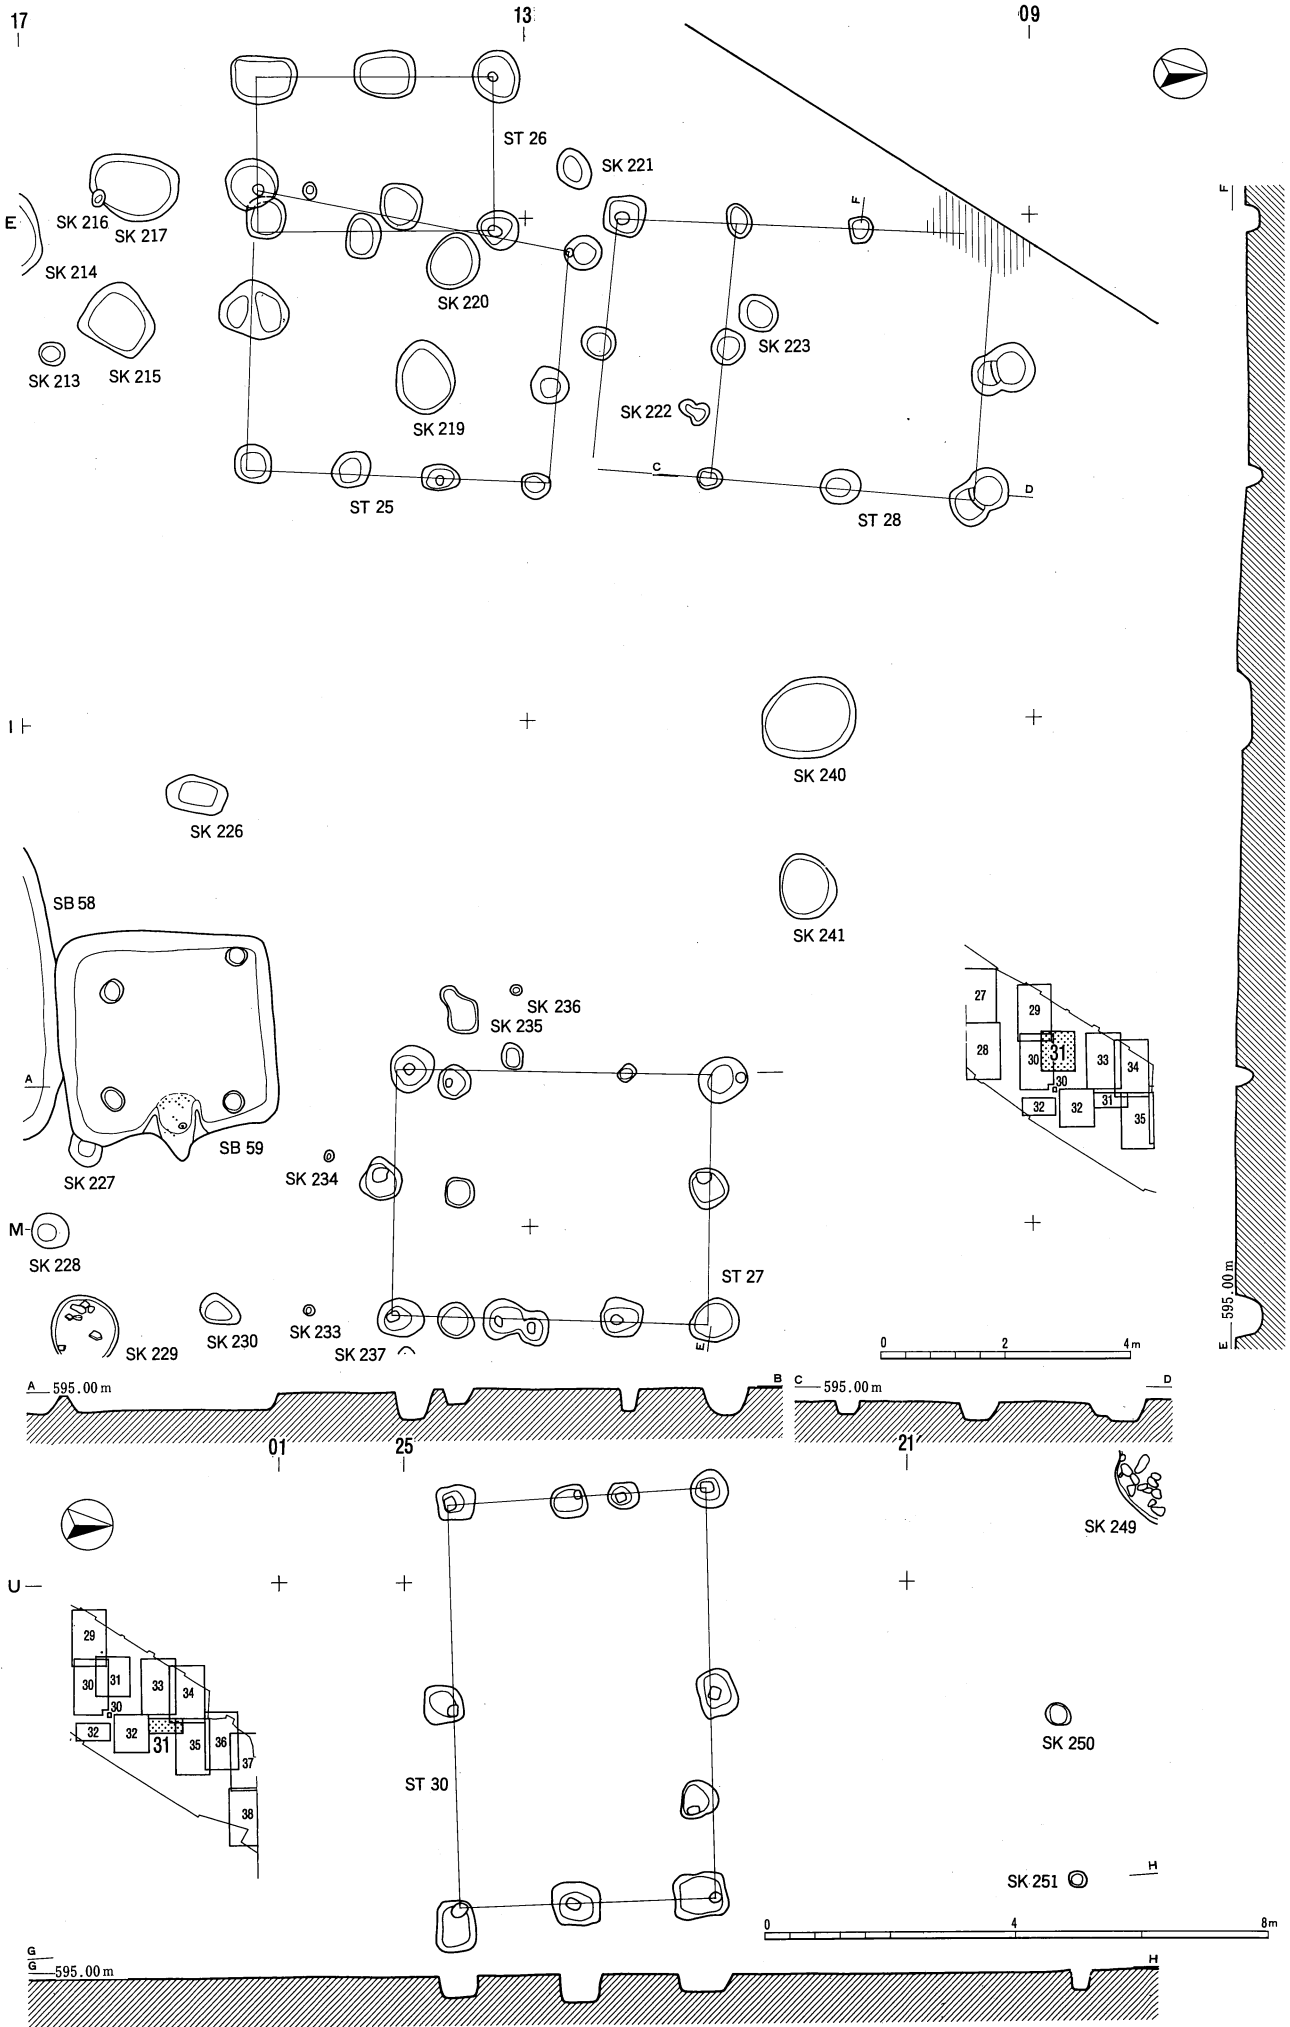 17
13
09
ST 26
SK 221
F
F
E
SK 216
SK 217
SK 214
SK 220
SK 223
SK 213
SK 215
SK 222
SK 219
C
D
ST 25
ST 28
I
SK 240
SK 226
SB 58
SK 241
SK 236
SK 235
27
29
28
30
31
33
34
30
32
32
31
35
A
SB 59
SK 234
SK 227
M
SK 228
ST 27
SK 230
SK 233
SK 229
SK 237
E
0 2 4m
E 595.00m
A 595.00m B
C 595.00m D
01
25
21
SK 249
U
29
30
31
33
34
30
32
32
31
35
36
37
38
ST 30
SK 250
SK 251
H
0 4 8m
G
G 595.00m H